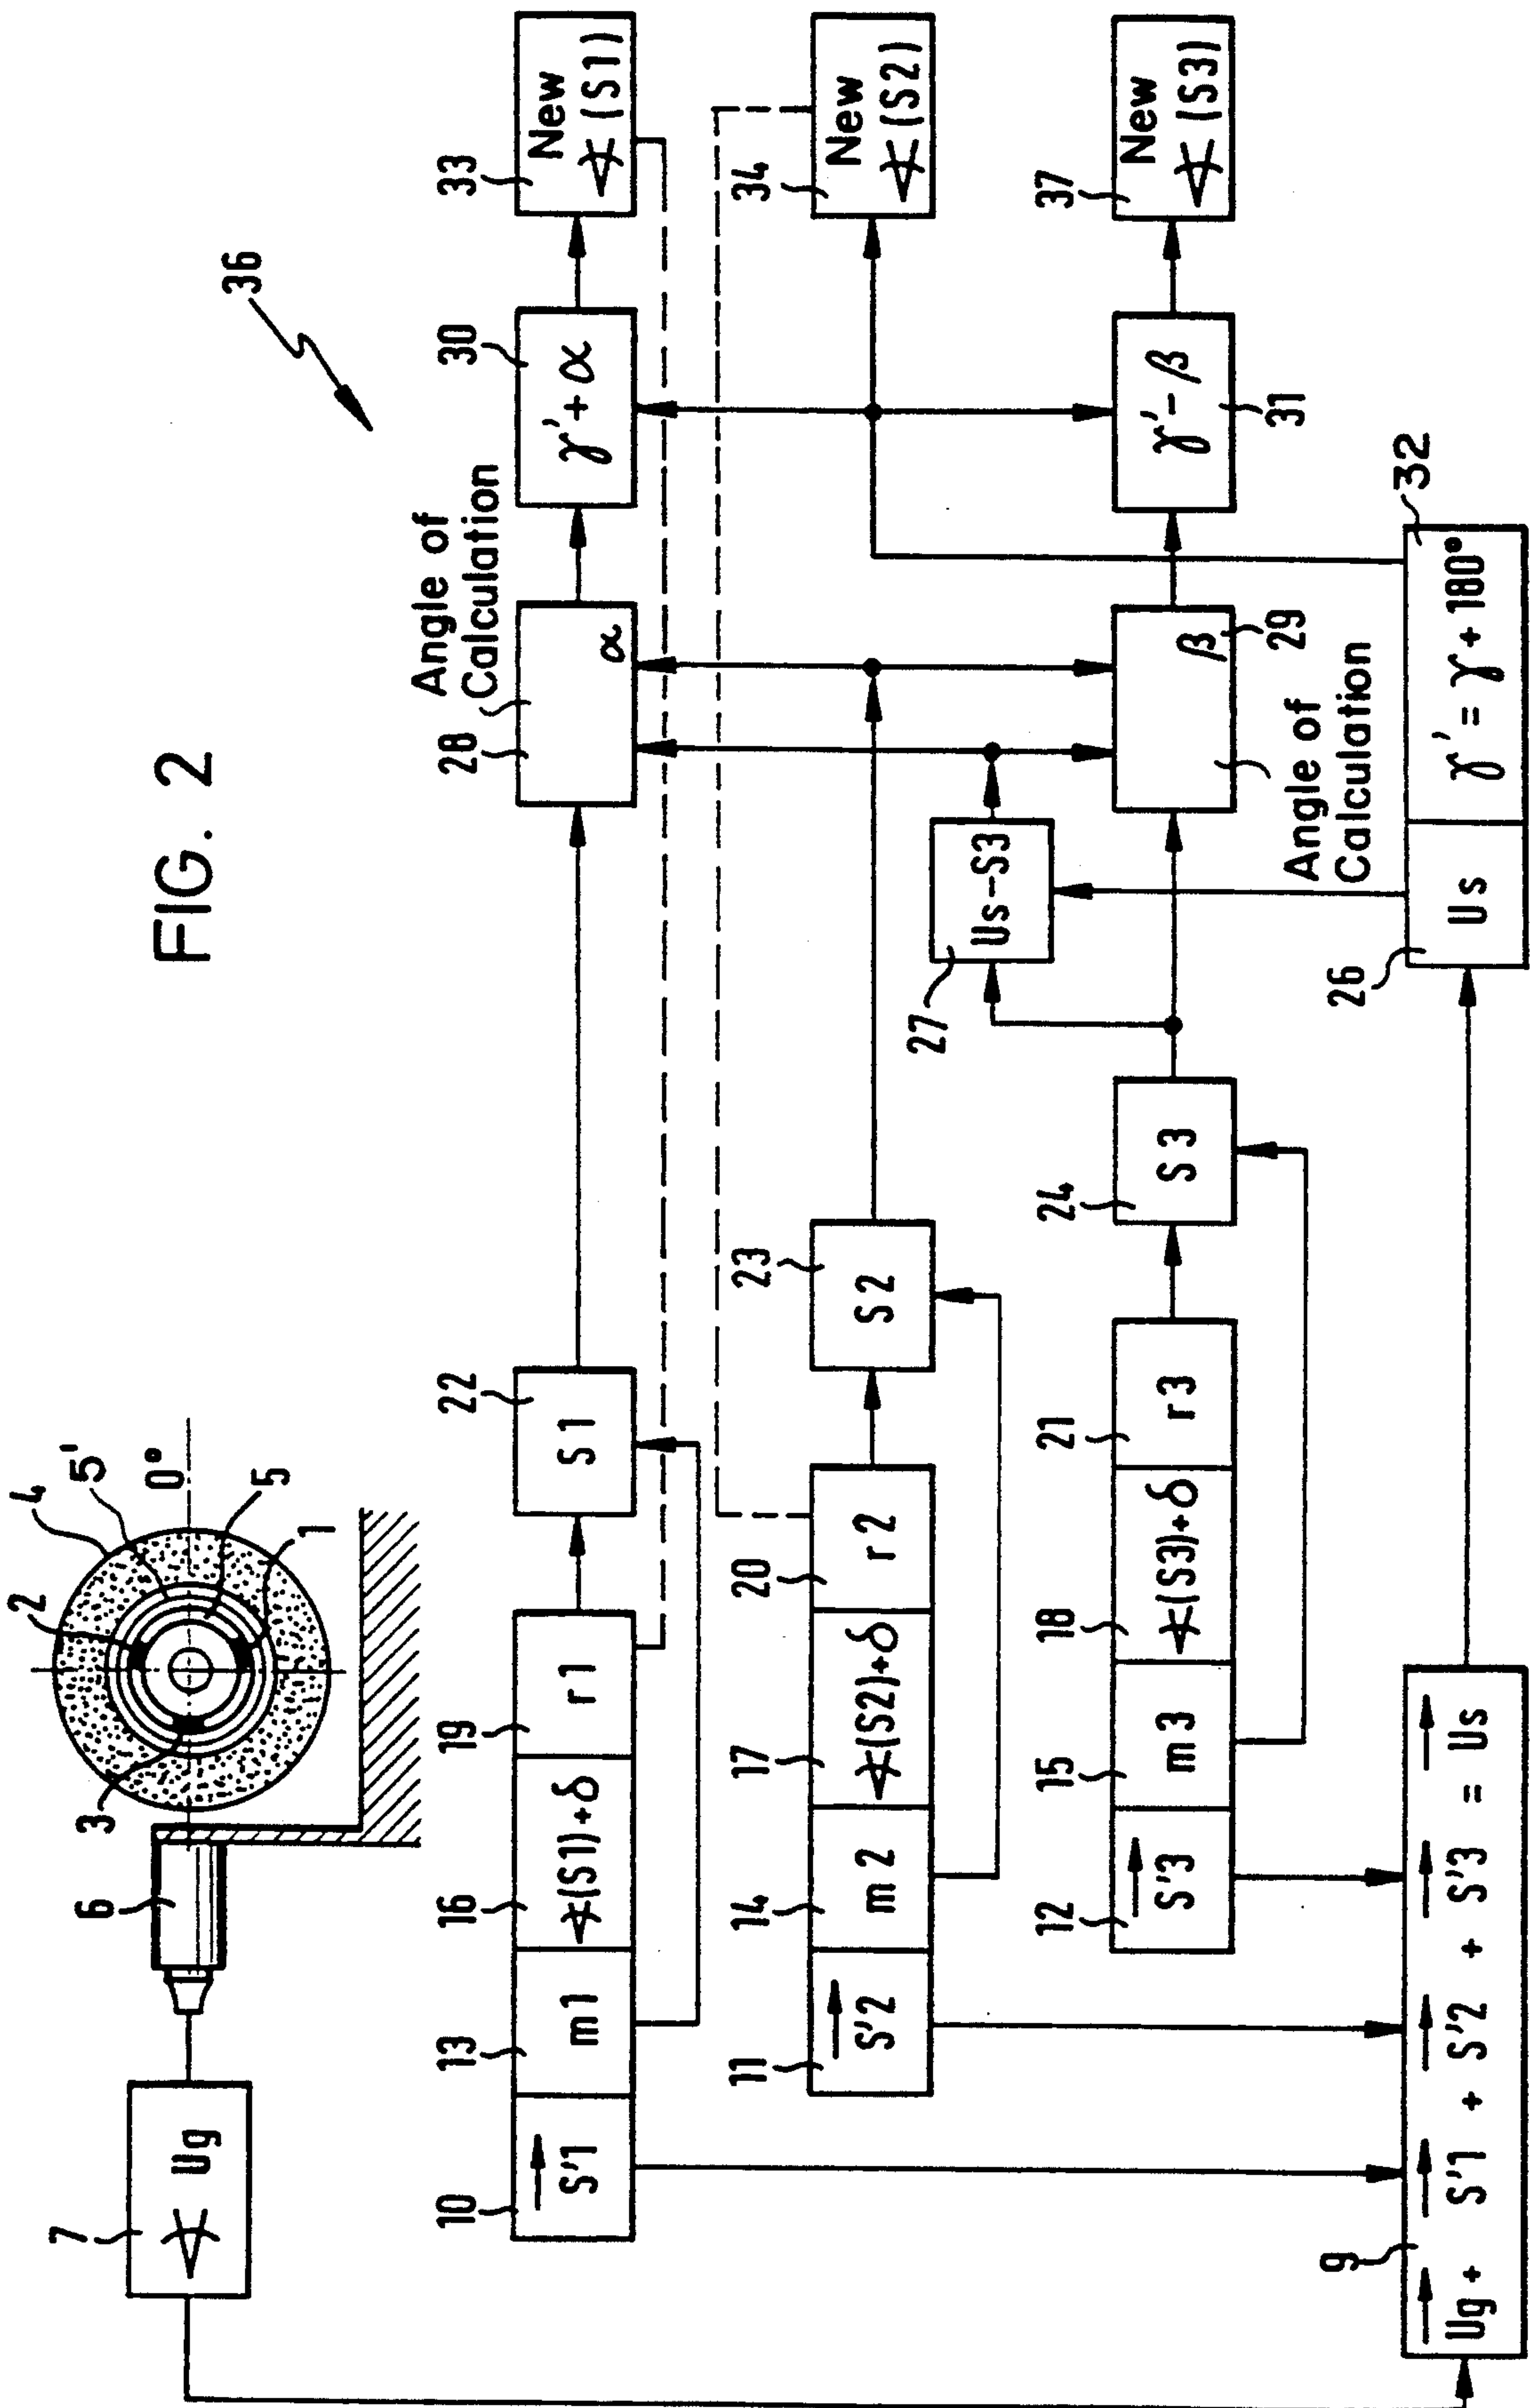 FIG. 2
36
7
∢ Ug
6
3
2
4
5'
0°
5
1
10
S'1
13
m1
16
∢(S1)+δ
19
r1
22
S1
28
Angle of
Calculation
α
30
γ'+α
33
New
∢(S1)
11
S'2
14
m2
17
∢(S2)+δ
20
r2
23
S2
34
New
∢(S2)
12
S'3
15
m3
18
∢(S3)+δ
21
r3
24
S3
27
Us-S3
β
29
Angle of
Calculation
γ'-β
31
37
New
∢(S3)
9
Ug + S'1 + S'2 + S'3 = Us
26
Us
γ' = γ + 180°
32